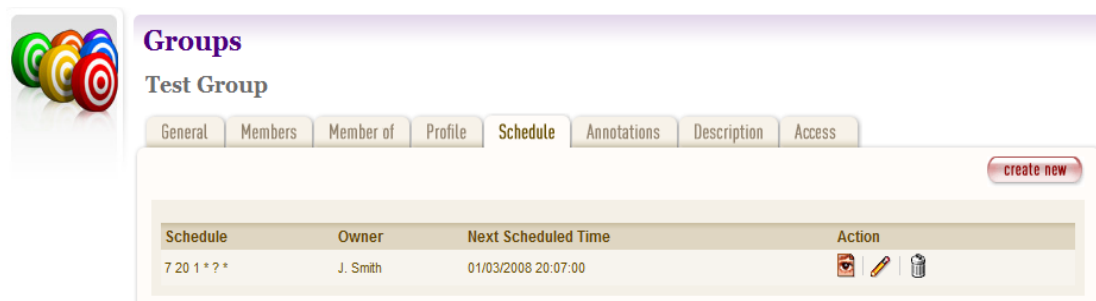 Groups
Test Group
General Members Member of Profile Schedule Annotations Description Access
create new
Schedule Owner Next Scheduled Time Action
7 20 1 * ? * J. Smith 01/03/2008 20:07:00